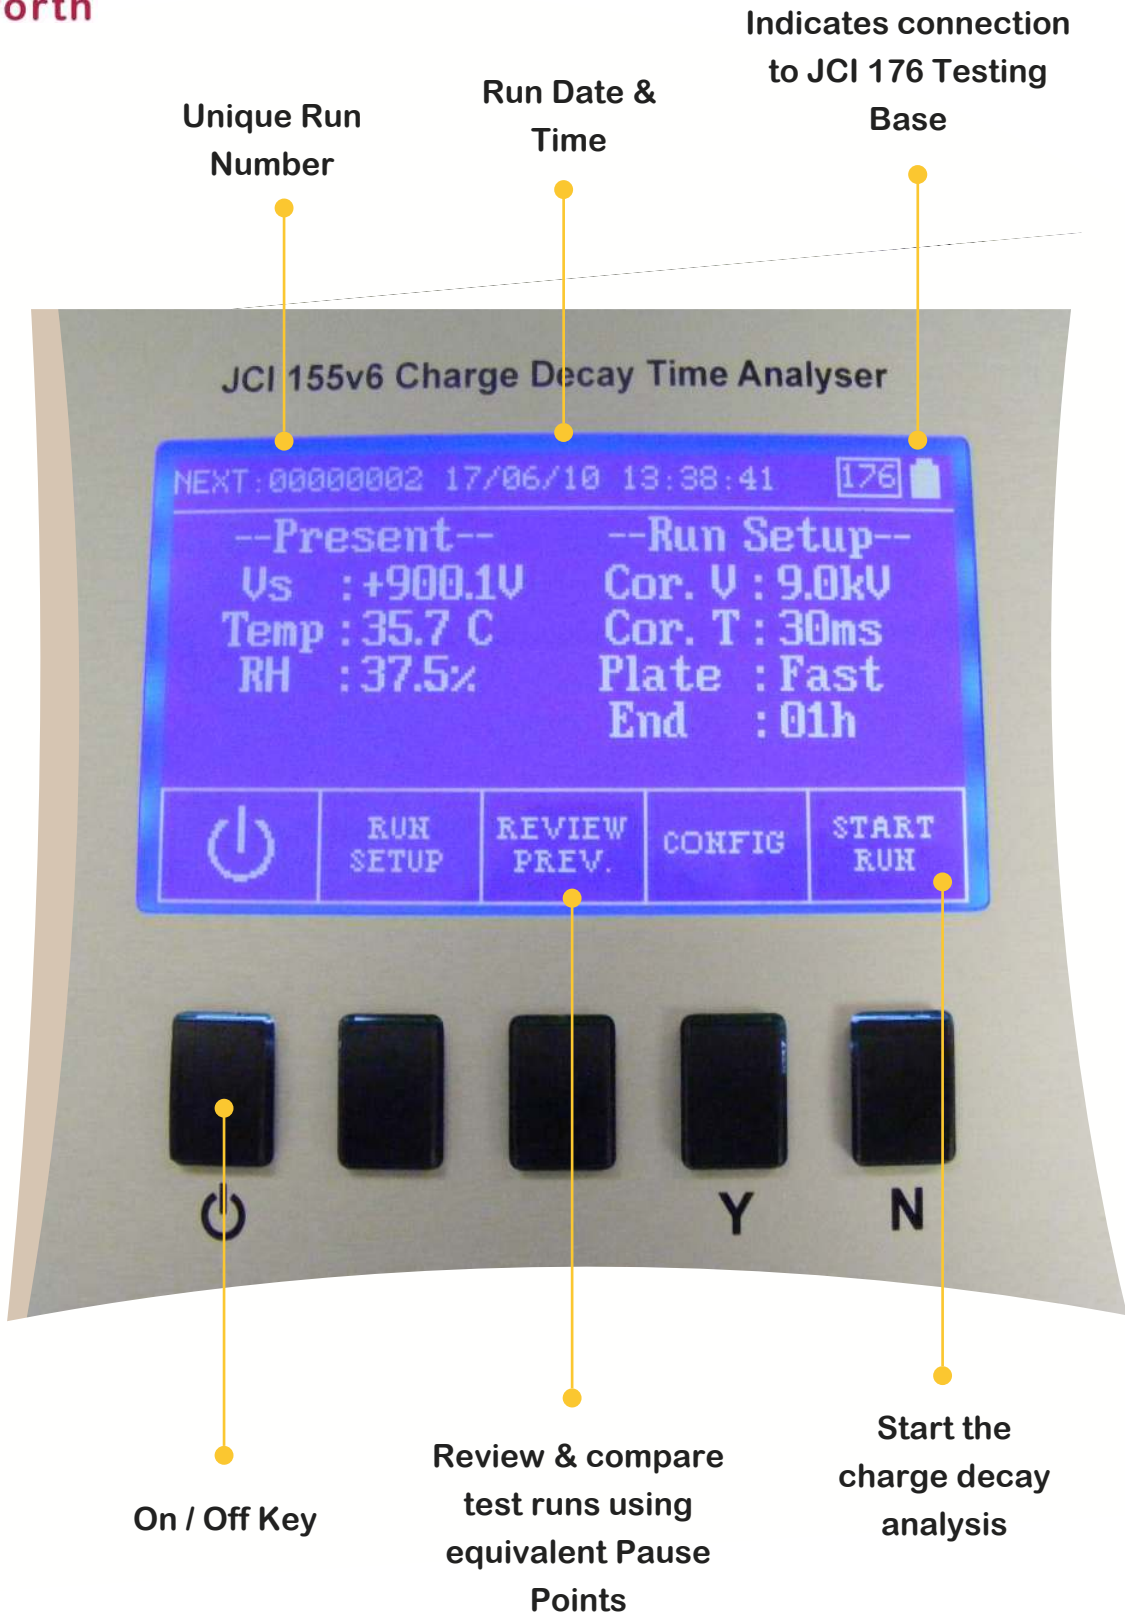 Indicates connection
to JCI 176 Testing
Base
Run Date &
Time
Unique Run
Number
JCI 155v6 Charge Decay Time Analyser
NEXT:00000002 17/06/10 13:38:41 176
--Present-- --Run Setup--
Vs :+900.1V Cor. V : 9.0kV
Temp : 35.7 C Cor. T : 30ms
RH : 37.5% Plate : Fast
End : 01h
RUN
SETUP
REVIEW
PREV.
CONFIG
START
RUN
Y N
On / Off Key
Review & compare
test runs using
equivalent Pause
Points
Start the
charge decay
analysis